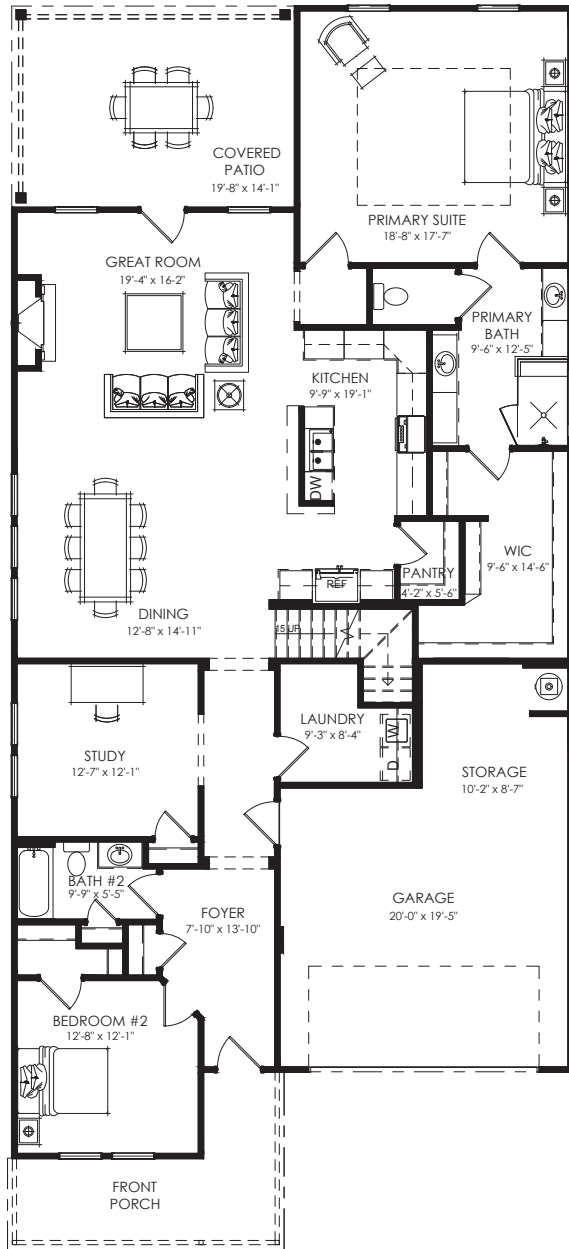 COVERED
PATIO
19'-8" x 14'-1"
PRIMARY SUITE
18'-8" x 17'-7"
GREAT ROOM
19'-4" x 16'-2"
PRIMARY
BATH
9'-6" x 12'-5"
KITCHEN
9'-9" x 19'-1"
DW
WIC
9'-6" x 14'-6"
PANTRY
4'-2" x 5'-6"
REF
DINING
12'-8" x 14'-11"
15 UP
LAUNDRY
9'-3" x 8'-4"
W
D
STUDY
12'-7" x 12'-1"
STORAGE
10'-2" x 8'-7"
BATH #2
9'-9" x 5'-5"
FOYER
7'-10" x 13'-10"
GARAGE
20'-0" x 19'-5"
BEDROOM #2
12'-8" x 12'-1"
FRONT
PORCH